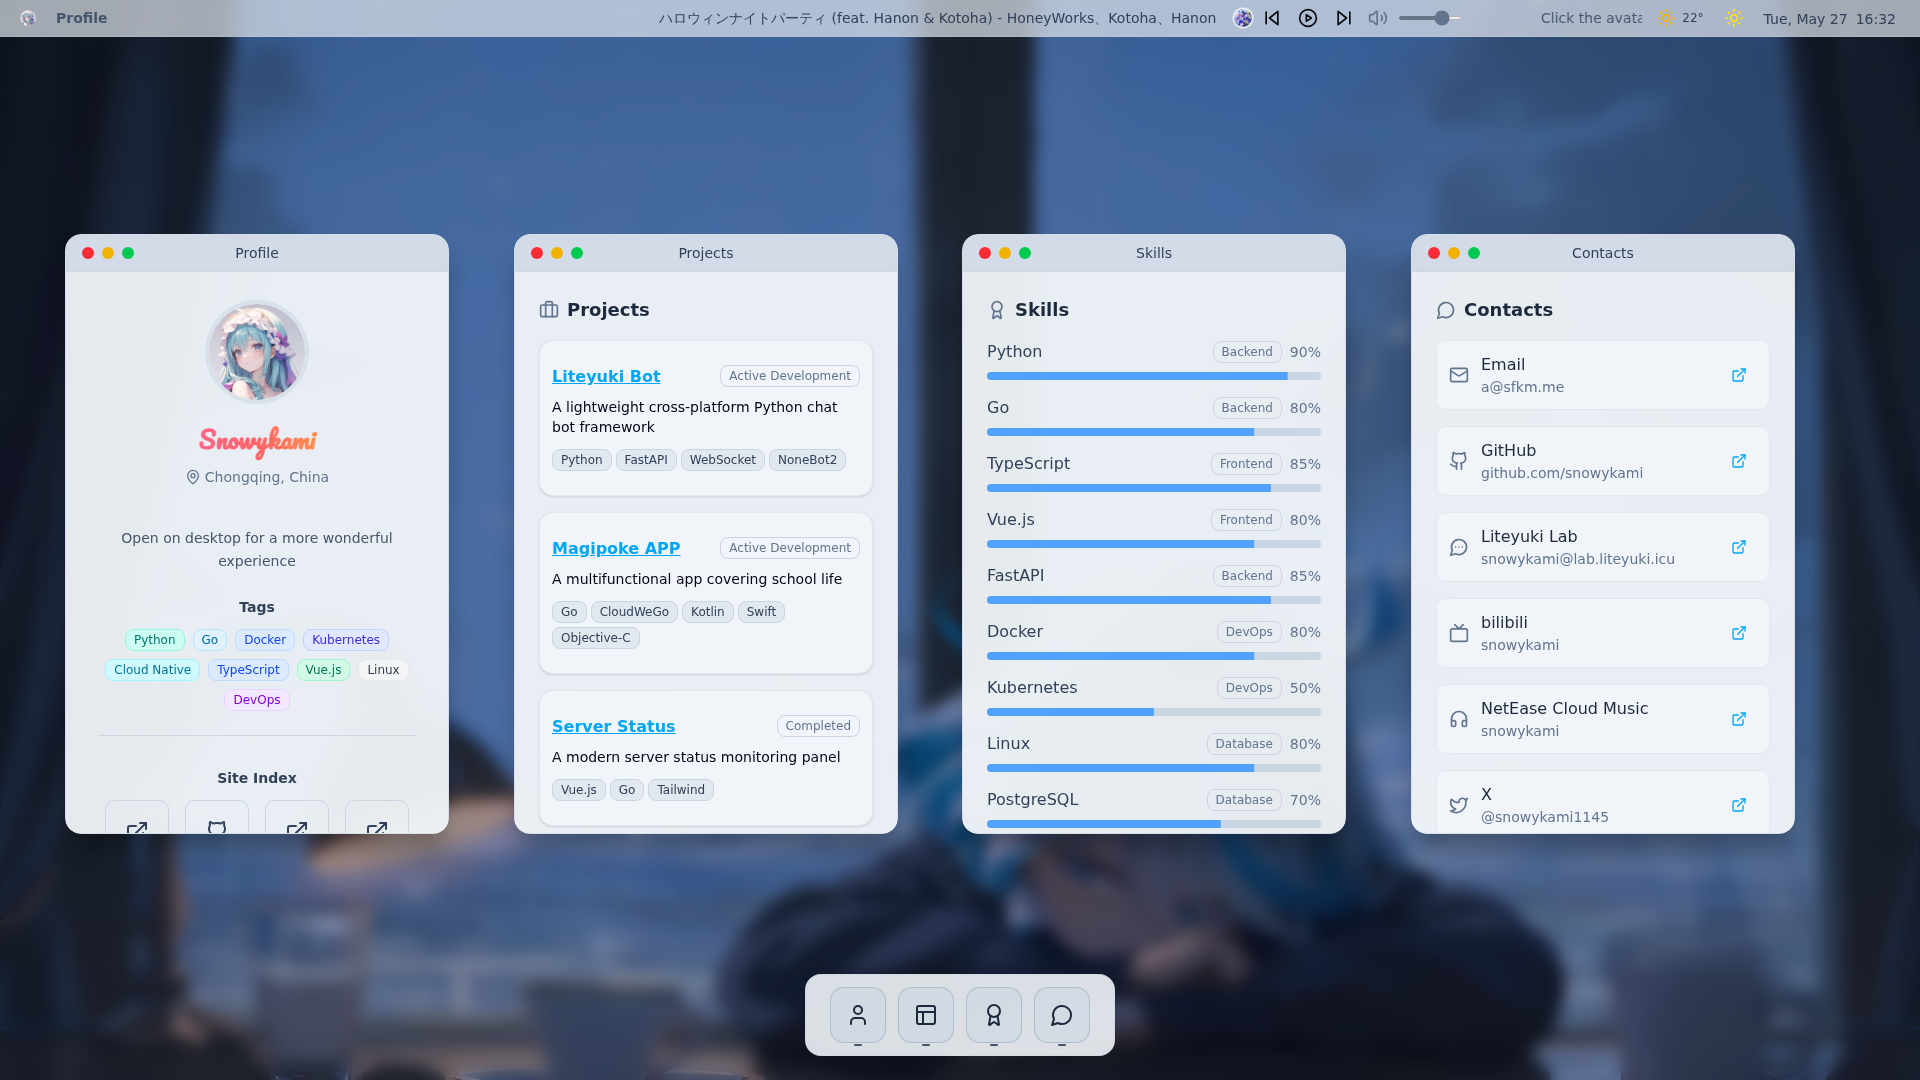 Profile
ハロウィンナイトパーティ (feat. Hanon & Kotoha) - HoneyWorks、Kotoha、Hanon
Click the avata
22°
Tue, May 27 16:32
Profile
Snowykami
Chongqing, China
Open on desktop for a more wonderful
experience
Tags
Python Go Docker Kubernetes
Cloud Native TypeScript Vue.js Linux
DevOps
Site Index
Projects
Projects
Liteyuki Bot Active Development
A lightweight cross-platform Python chat
bot framework
Python FastAPI WebSocket NoneBot2
Magipoke APP Active Development
A multifunctional app covering school life
Go CloudWeGo Kotlin Swift
Objective-C
Server Status Completed
A modern server status monitoring panel
Vue.js Go Tailwind
Skills
Skills
Python Backend 90%
Go Backend 80%
TypeScript Frontend 85%
Vue.js Frontend 80%
FastAPI Backend 85%
Docker DevOps 80%
Kubernetes DevOps 50%
Linux Database 80%
PostgreSQL Database 70%
Contacts
Contacts
Email
a@sfkm.me
GitHub
github.com/snowykami
Liteyuki Lab
snowykami@lab.liteyuki.icu
bilibili
snowykami
NetEase Cloud Music
snowykami
X
@snowykami1145